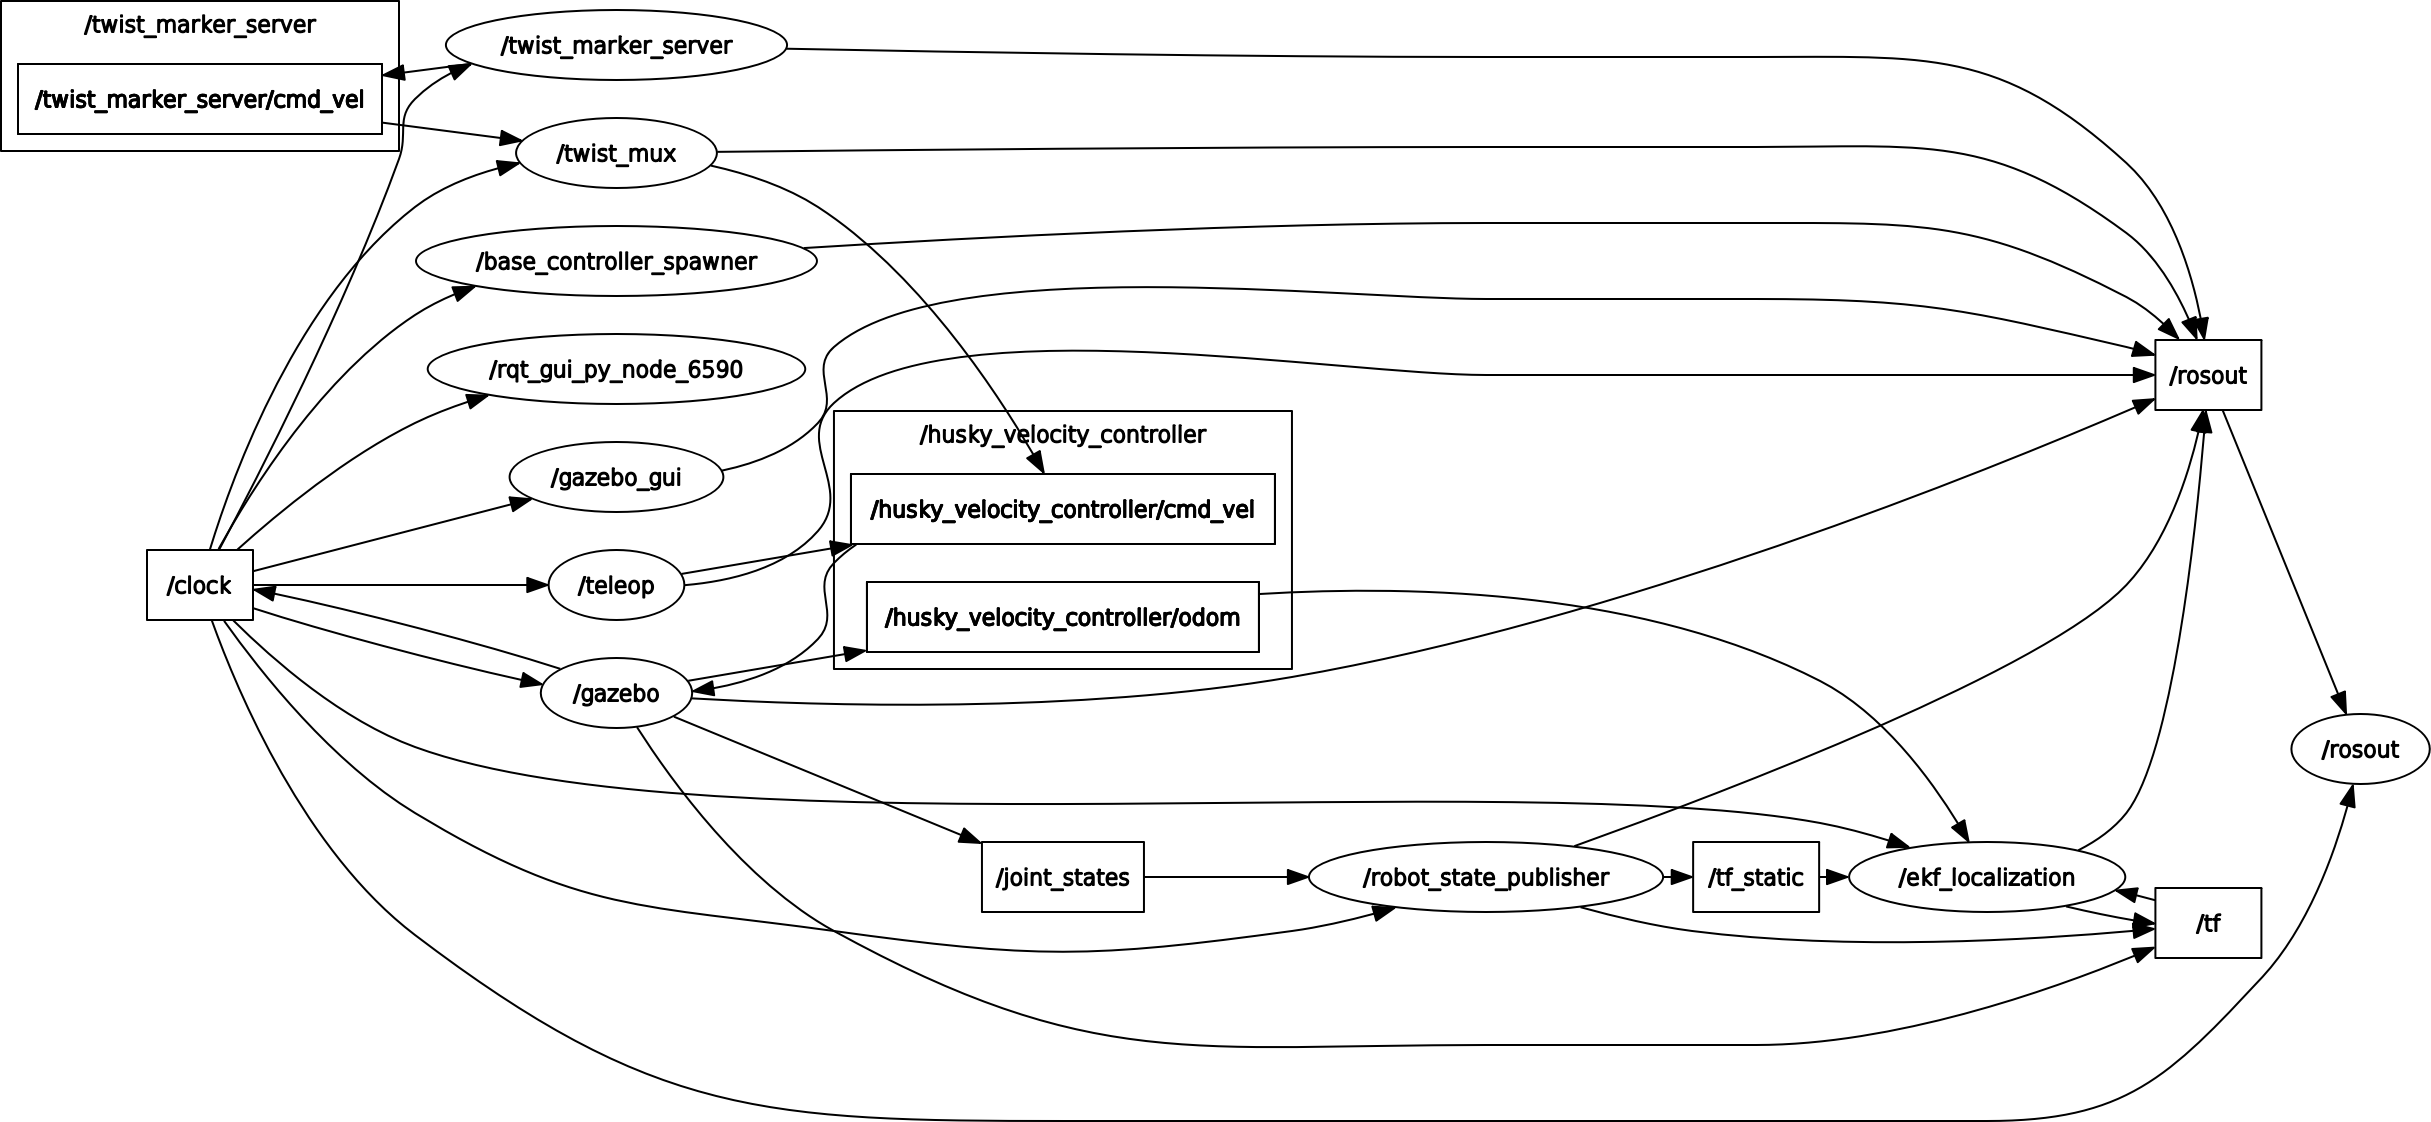 /twist_marker_server
/twist_marker_server/cmd_vel
/twist_marker_server
/twist_mux
/base_controller_spawner
/rqt_gui_py_node_6590
/gazebo_gui
/clock
/teleop
/gazebo
/husky_velocity_controller
/husky_velocity_controller/cmd_vel
/husky_velocity_controller/odom
/joint_states
/robot_state_publisher
/tf_static
/ekf_localization
/tf
/rosout
/rosout